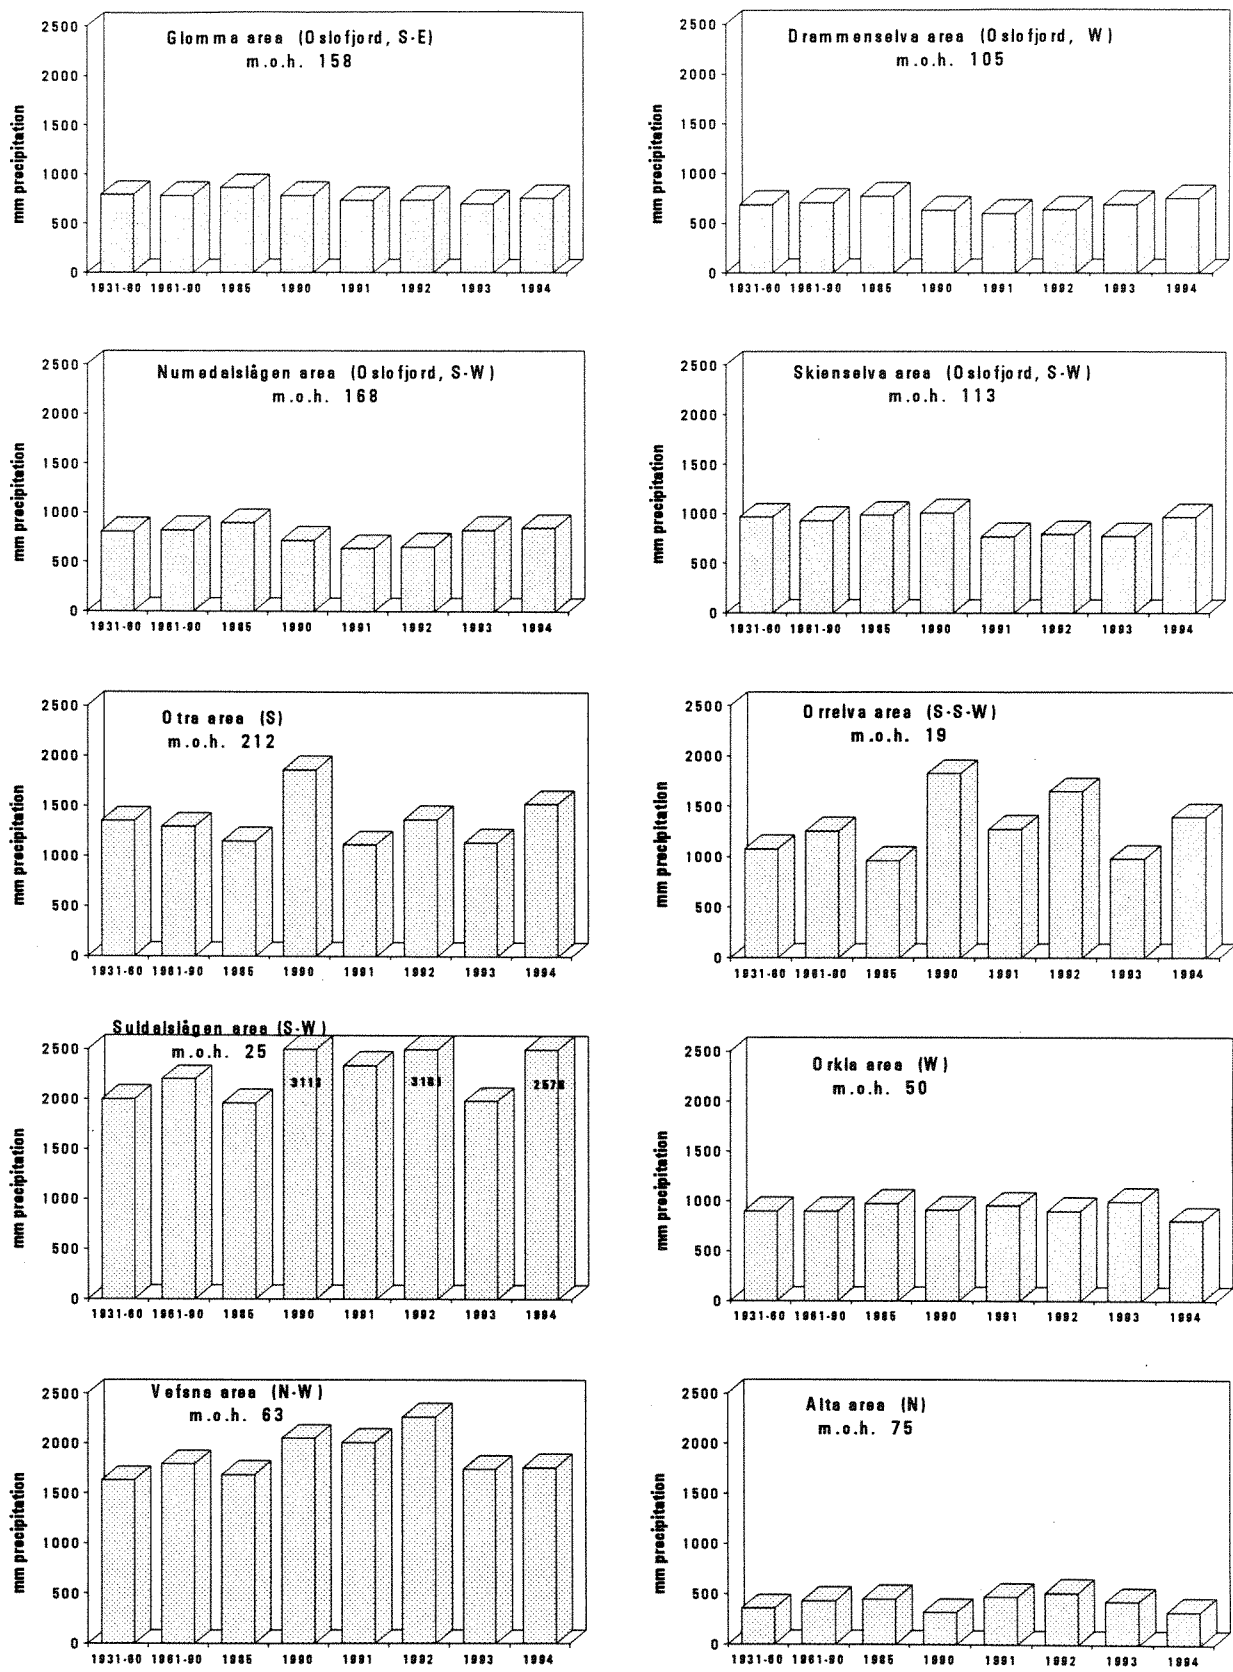 Glomma area (Oslofjord, S-E)
m.o.h. 158
mm precipitation
2500
2000
1500
1000
500
0
1931-60 1961-90 1985 1990 1991 1992 1993 1994
Drammenselva area (Oslofjord, W)
m.o.h. 105
mm precipitation
2500
2000
1500
1000
500
0
1931-60 1961-90 1985 1990 1991 1992 1993 1994
Numedalslågen area (Oslofjord, S-W)
m.o.h. 168
mm precipitation
2500
2000
1500
1000
500
0
1931-60 1961-90 1985 1990 1991 1992 1993 1994
Skienselva area (Oslofjord, S-W)
m.o.h. 113
mm precipitation
2500
2000
1500
1000
500
0
1931-60 1961-90 1985 1990 1991 1992 1993 1994
Otra area (S)
m.o.h. 212
mm precipitation
2500
2000
1500
1000
500
0
1931-60 1961-90 1985 1990 1991 1992 1993 1994
Orrelva area (S-S-W)
m.o.h. 19
mm precipitation
2500
2000
1500
1000
500
0
1931-60 1961-90 1985 1990 1991 1992 1993 1994
Suldalslågen area (S-W)
m.o.h. 25
mm precipitation
2500
2000
1500
1000
500
0
1931-60 1961-90 1985 1990 1991 1992 1993 1994
Orkla area (W)
m.o.h. 50
mm precipitation
2500
2000
1500
1000
500
0
1931-60 1961-90 1985 1990 1991 1992 1993 1994
Vefsna area (N-W)
m.o.h. 63
mm precipitation
2500
2000
1500
1000
500
0
1931-60 1961-90 1985 1990 1991 1992 1993 1994
Alta area (N)
m.o.h. 75
mm precipitation
2500
2000
1500
1000
500
0
1931-60 1961-90 1985 1990 1991 1992 1993 1994